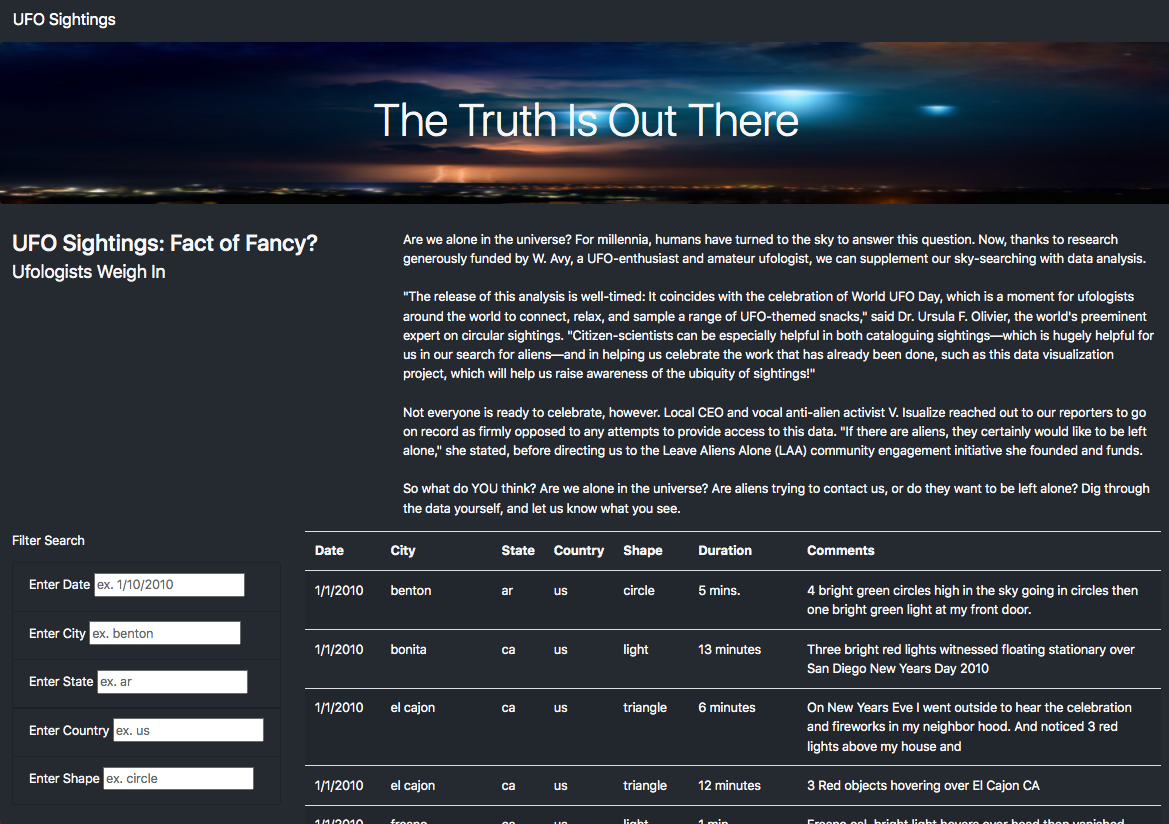 UFO Sightings
The Truth Is Out There
UFO Sightings: Fact of Fancy?
Ufologists Weigh In
Are we alone in the universe? For millennia, humans have turned to the sky to answer this question. Now, thanks to research
generously funded by W. Avy, a UFO-enthusiast and amateur ufologist, we can supplement our sky-searching with data analysis.
"The release of this analysis is well-timed: It coincides with the celebration of World UFO Day, which is a moment for ufologists
around the world to connect, relax, and sample a range of UFO-themed snacks," said Dr. Ursula F. Olivier, the world's preeminent
expert on circular sightings. "Citizen-scientists can be especially helpful in both cataloguing sightings—which is hugely helpful for
us in our search for aliens—and in helping us celebrate the work that has already been done, such as this data visualization
project, which will help us raise awareness of the ubiquity of sightings!"
Not everyone is ready to celebrate, however. Local CEO and vocal anti-alien activist V. Isualize reached out to our reporters to go
on record as firmly opposed to any attempts to provide access to this data. "If there are aliens, they certainly would like to be left
alone," she stated, before directing us to the Leave Aliens Alone (LAA) community engagement initiative she founded and funds.
So what do YOU think? Are we alone in the universe? Are aliens trying to contact us, or do they want to be left alone? Dig through
the data yourself, and let us know what you see.
Filter Search
Enter Date ex. 1/10/2010
Enter City ex. benton
Enter State ex. ar
Enter Country ex. us
Enter Shape ex. circle
Date City State Country Shape Duration Comments
1/1/2010 benton ar us circle 5 mins. 4 bright green circles high in the sky going in circles then
one bright green light at my front door.
1/1/2010 bonita ca us light 13 minutes Three bright red lights witnessed floating stationary over
San Diego New Years Day 2010
1/1/2010 el cajon ca us triangle 6 minutes On New Years Eve I went outside to hear the celebration
and fireworks in my neighbor hood. And noticed 3 red
lights above my house and
1/1/2010 el cajon ca us triangle 12 minutes 3 Red objects hovering over El Cajon CA
1/1/2010 fresno ca us light 1 min Fresno cal. bright light hovers over head then vanished